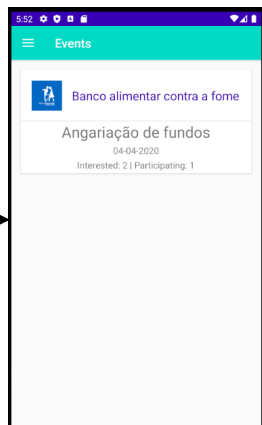 5:52
Events
Banco alimentar contra a fome
Angariação de fundos
04-04-2020
Interested: 2 | Participating: 1